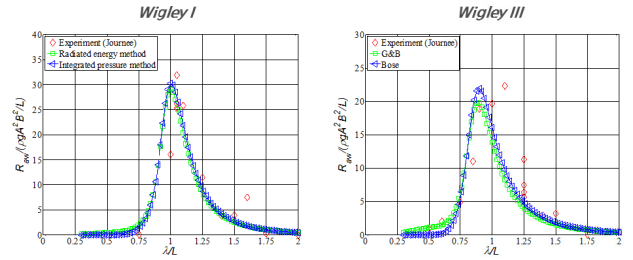 Wigley I
Wigley III
R_aw/(ρgA²B²/L)
40
35
30
25
20
15
10
5
0
Experiment (Journee)
Radiated energy method
Integrated pressure method
0 0.25 0.5 0.75 1 1.25 1.5 1.75 2
λ/L
R_aw/(ρgA²B²/L)
30
25
20
15
10
5
0
Experiment (Journee)
G&B
Bose
0 0.25 0.5 0.75 1 1.25 1.5 1.75 2
λ/L